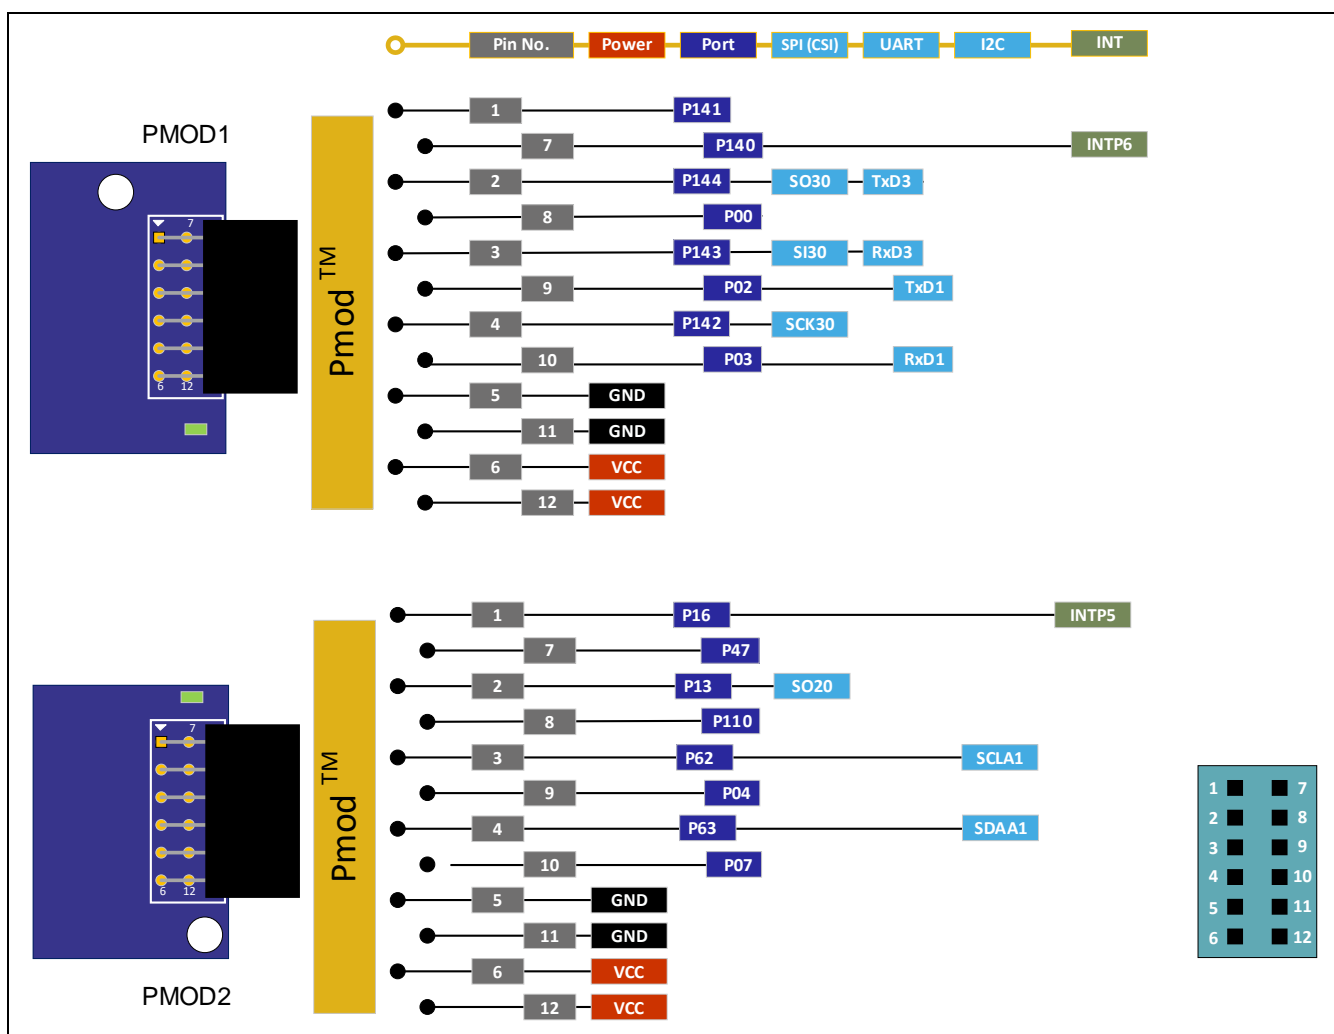 Pin No. Power Port SPI (CSI) UART I2C INT
PMOD1
7
6 12
Pmod TM
1 P141
7 P140 INTP6
2 P144 SO30 TxD3
8 P00
3 P143 SI30 RxD3
9 P02 TxD1
4 P142 SCK30
10 P03 RxD1
5 GND
11 GND
6 VCC
12 VCC
7
6 12
PMOD2
Pmod TM
1 P16 INTP5
7 P47
2 P13 SO20
8 P110
3 P62 SCLA1
9 P04
4 P63 SDAA1
10 P07
5 GND
11 GND
6 VCC
12 VCC
1 7
2 8
3 9
4 10
5 11
6 12